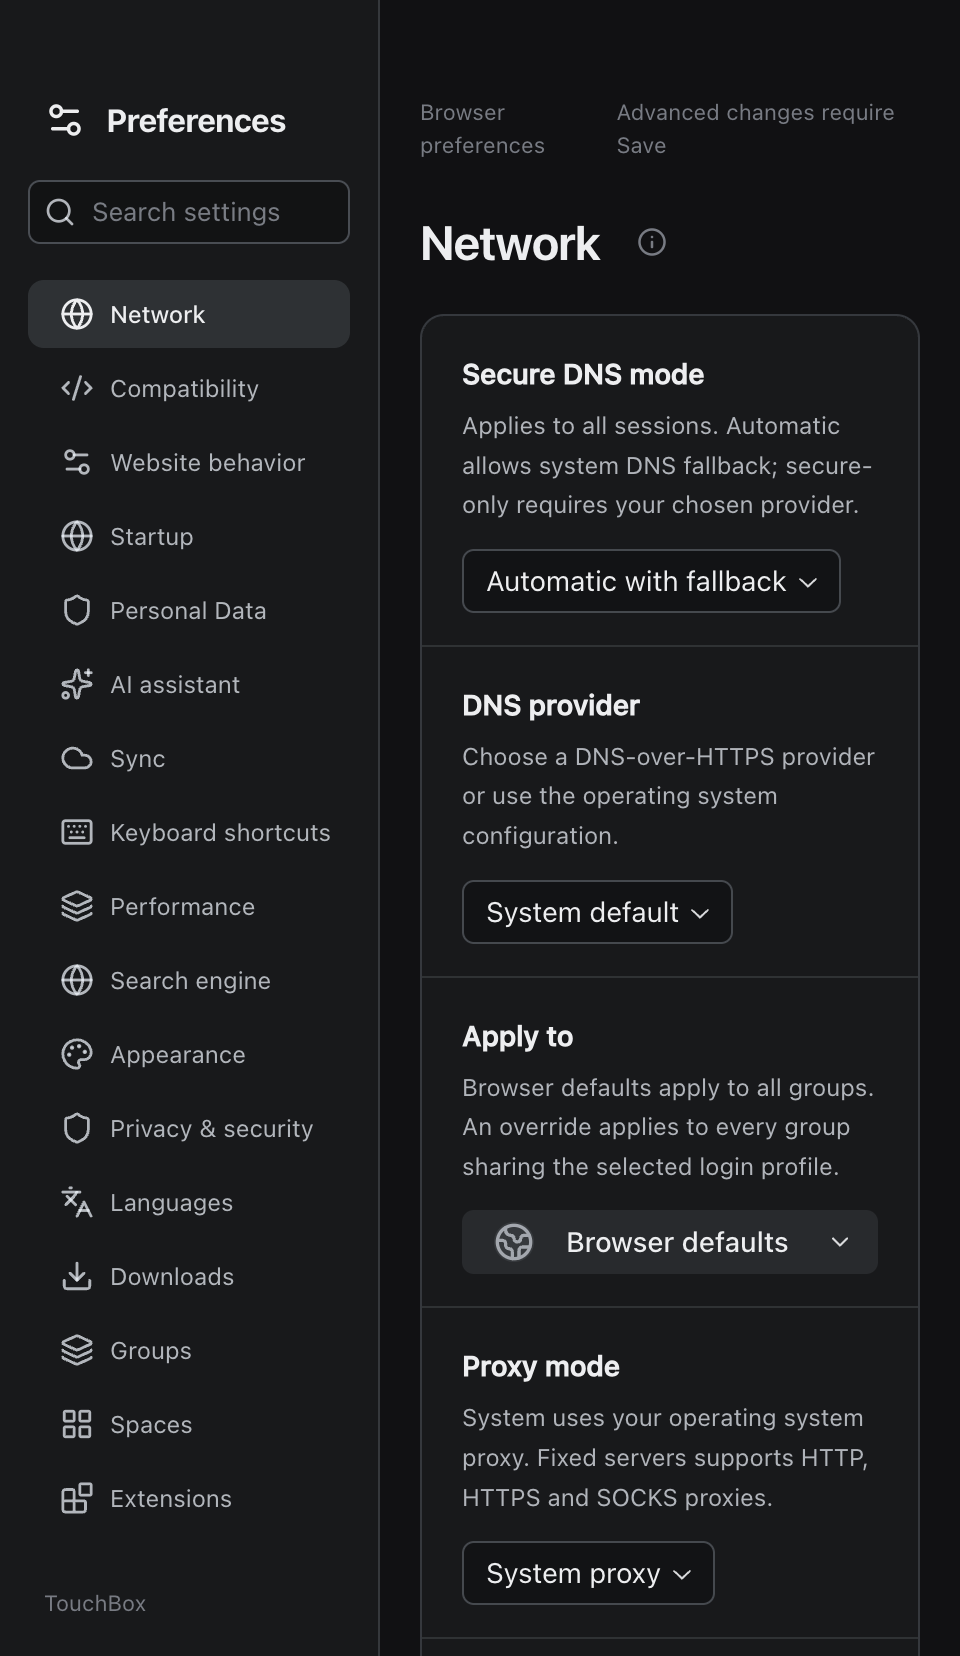 Preferences
Search settings
Network
Compatibility
Website behavior
Startup
Personal Data
AI assistant
Sync
Keyboard shortcuts
Performance
Search engine
Appearance
Privacy & security
Languages
Downloads
Groups
Spaces
Extensions
TouchBox
Browser
preferences
Advanced changes require
Save
Network
Secure DNS mode
Applies to all sessions. Automatic
allows system DNS fallback; secure-
only requires your chosen provider.
Automatic with fallback
DNS provider
Choose a DNS-over-HTTPS provider
or use the operating system
configuration.
System default
Apply to
Browser defaults apply to all groups.
An override applies to every group
sharing the selected login profile.
Browser defaults
Proxy mode
System uses your operating system
proxy. Fixed servers supports HTTP,
HTTPS and SOCKS proxies.
System proxy